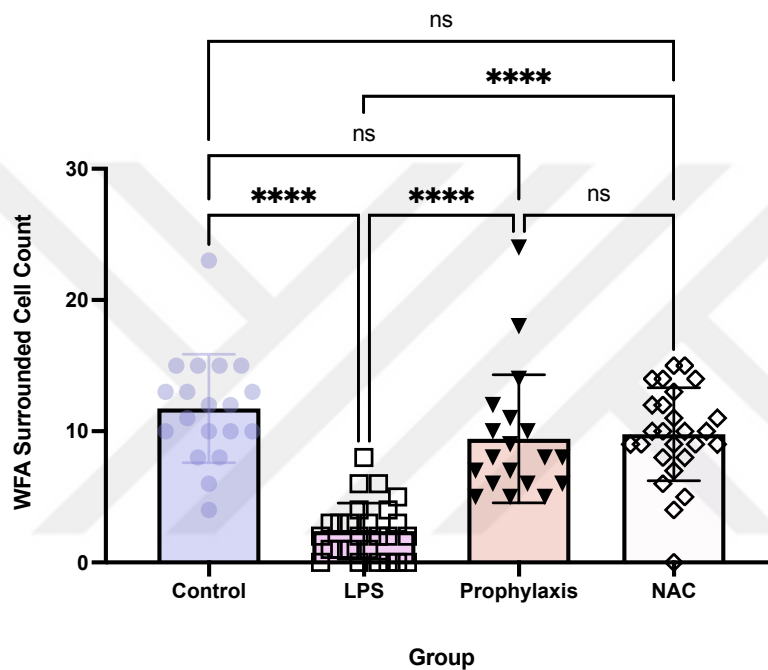 ns
****
ns
**** **** ns
30
20
10
0
WFA Surrounded Cell Count
Control LPS Prophylaxis NAC
Group